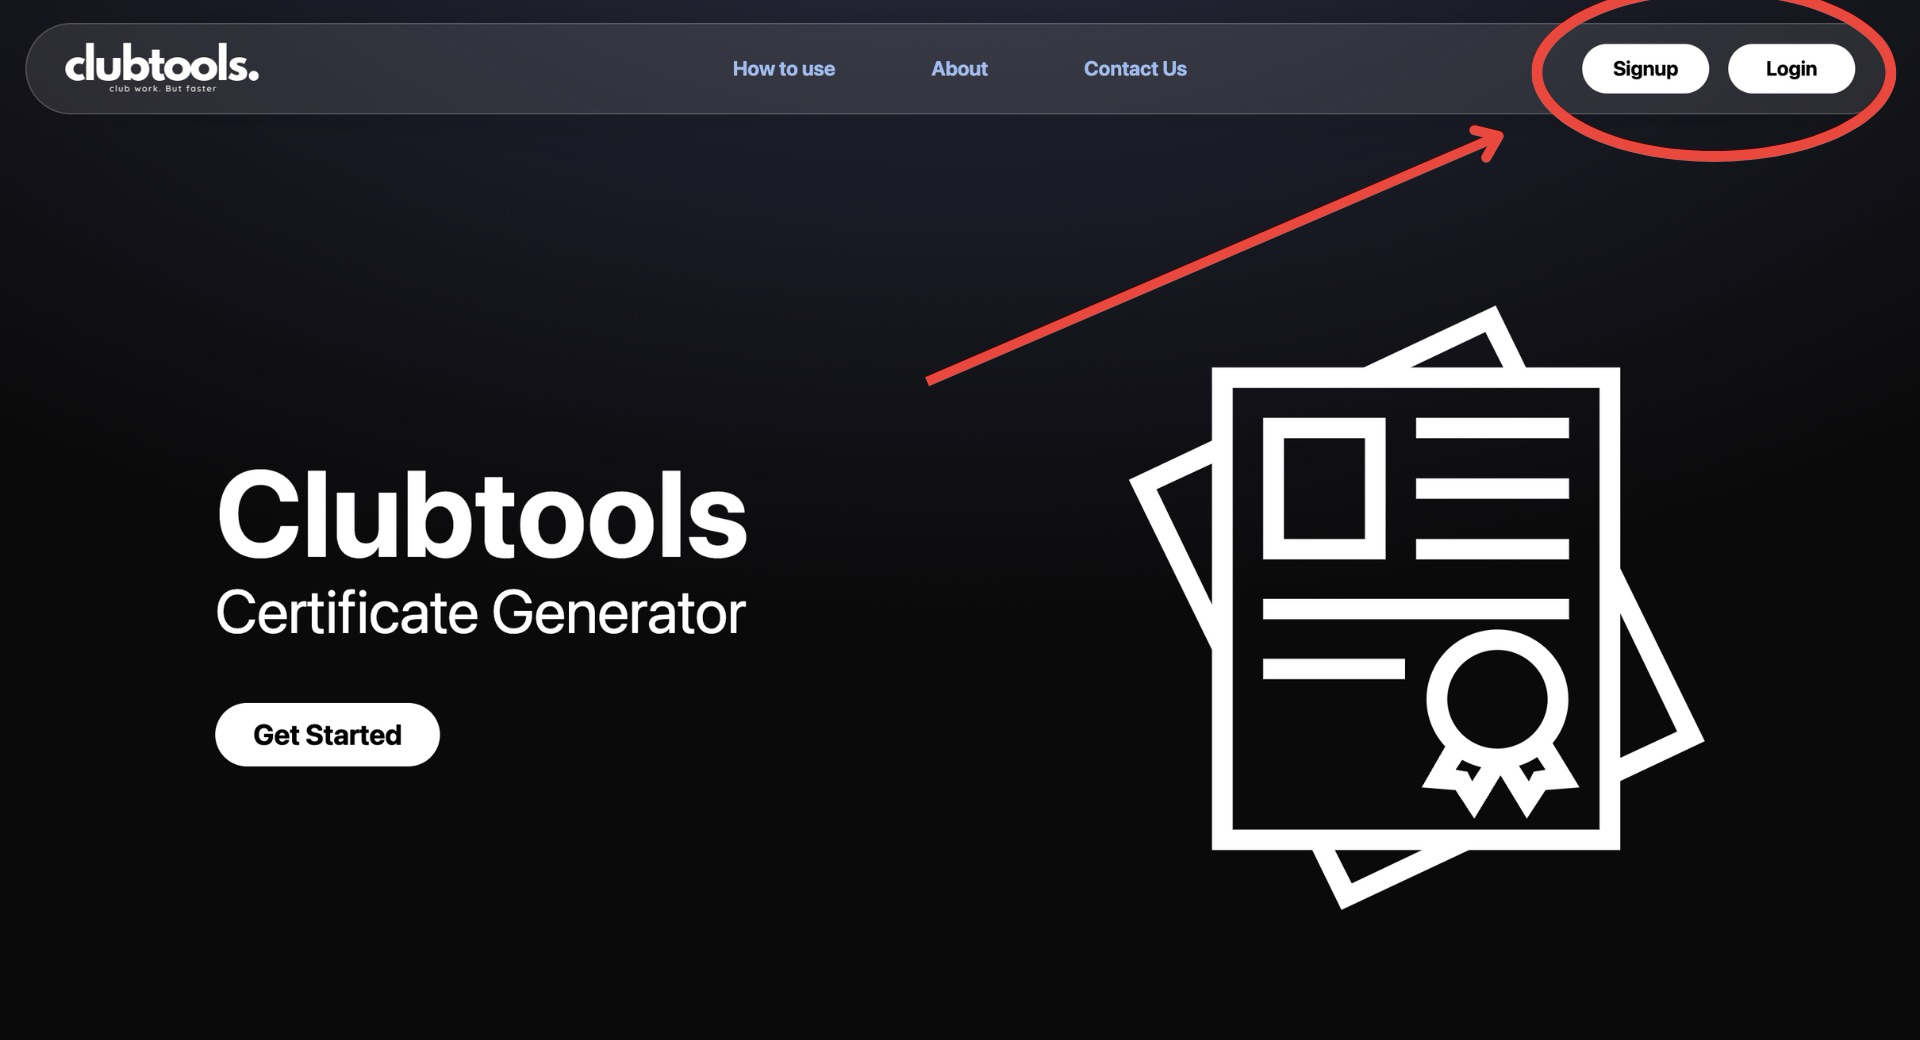 clubtools.
club work. But faster
How to use
About
Contact Us
Signup
Login
Clubtools
Certificate Generator
Get Started